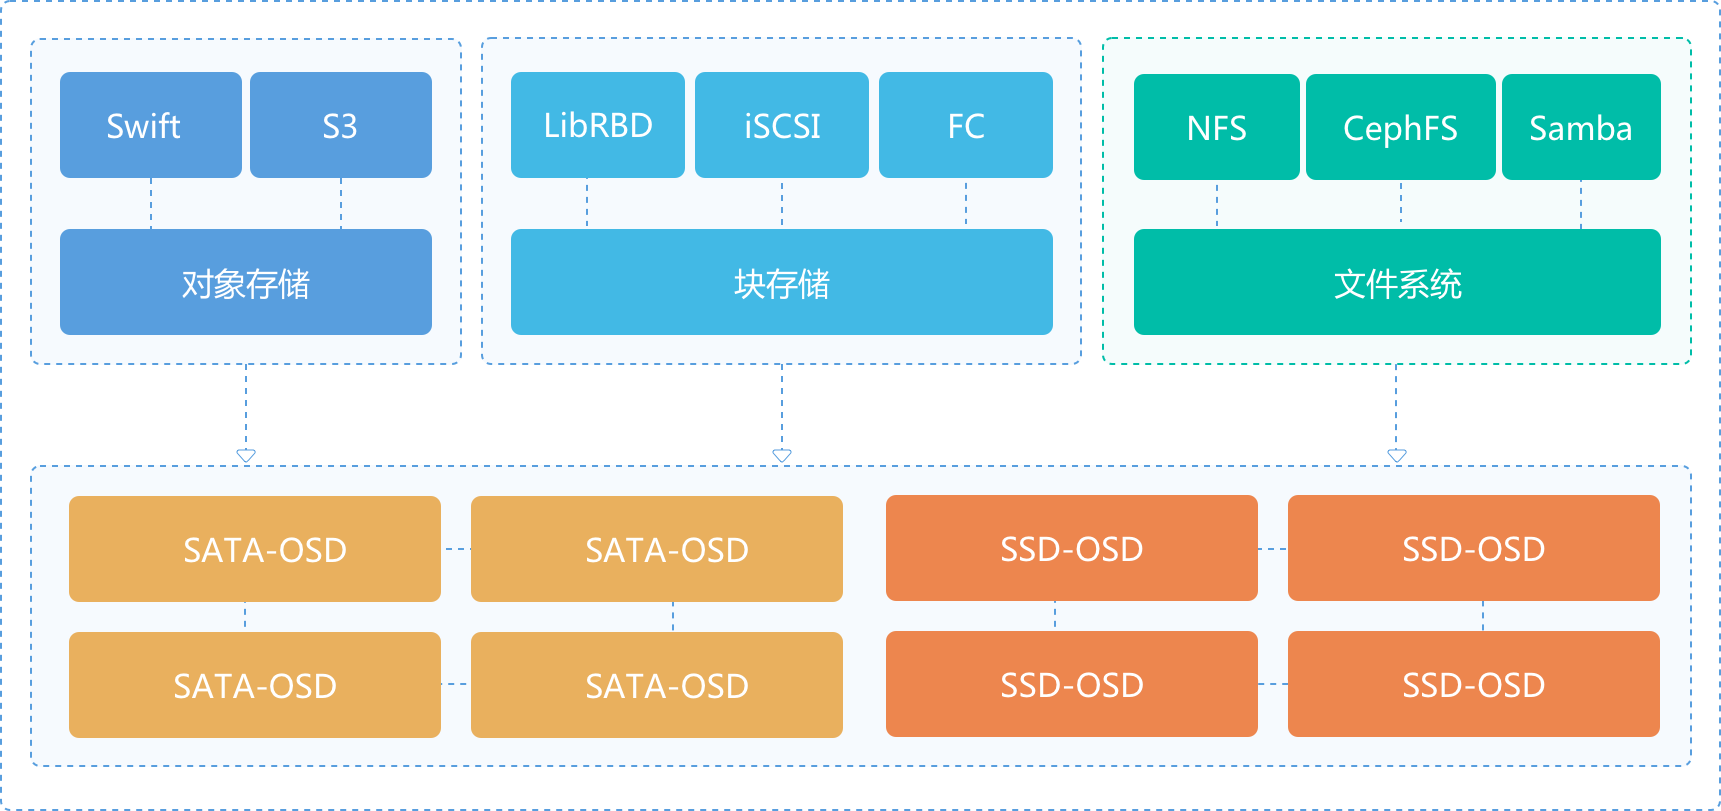 Swift
S3
LibRBD
iSCSI
FC
NFS
CephFS
Samba
对象存储
块存储
文件系统
SATA-OSD
SATA-OSD
SSD-OSD
SSD-OSD
SATA-OSD
SATA-OSD
SSD-OSD
SSD-OSD